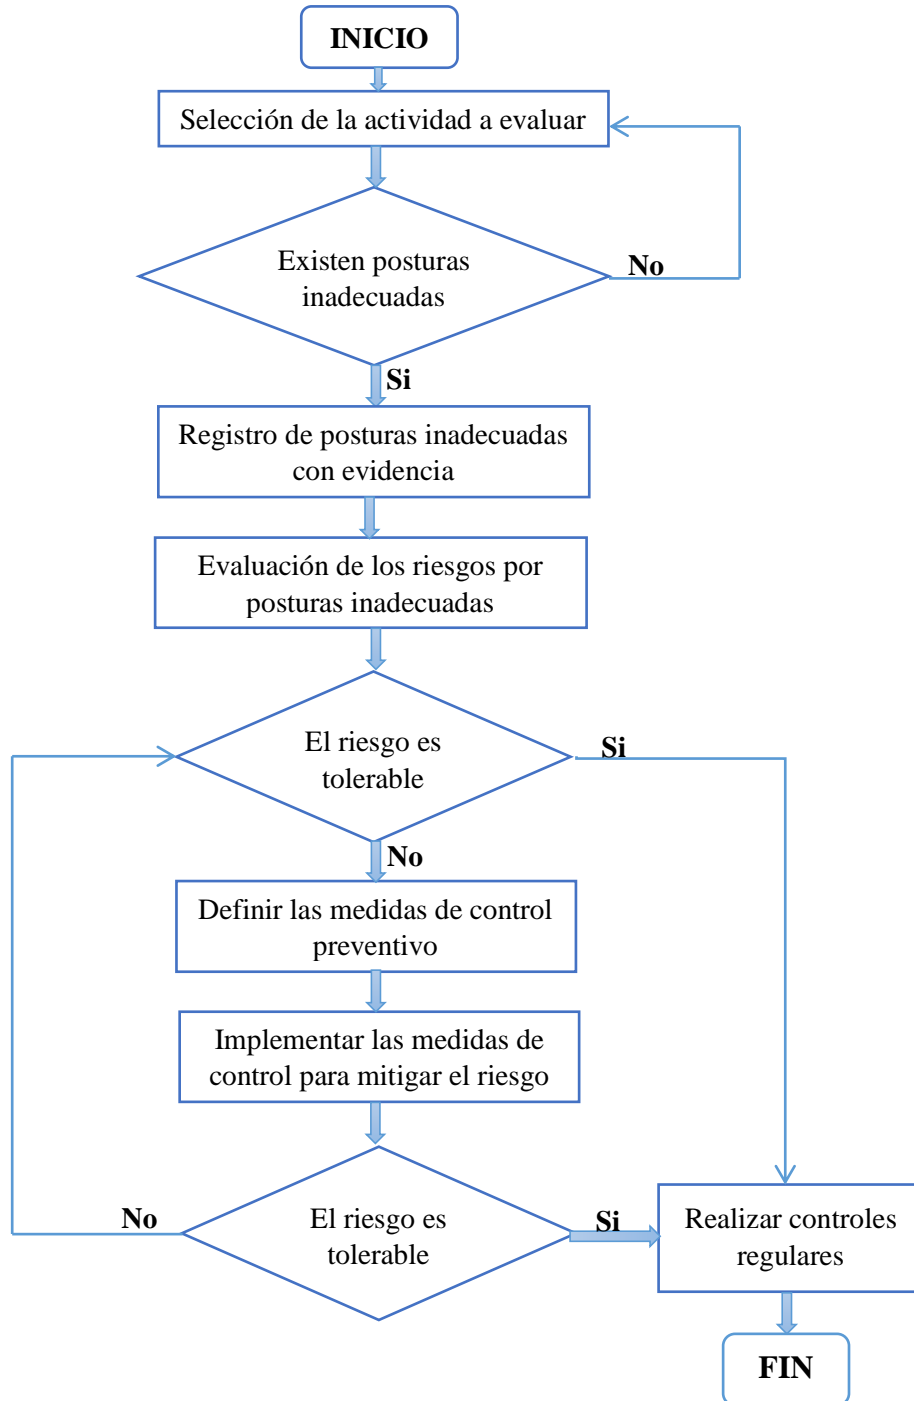 INICIO
Selección de la actividad a evaluar
Existen posturas
inadecuadas
No
Si
Registro de posturas inadecuadas
con evidencia
Evaluación de los riesgos por
posturas inadecuadas
El riesgo es
tolerable
Si
No
Definir las medidas de control
preventivo
Implementar las medidas de
control para mitigar el riesgo
No
El riesgo es
tolerable
Si
Realizar controles
regulares
FIN